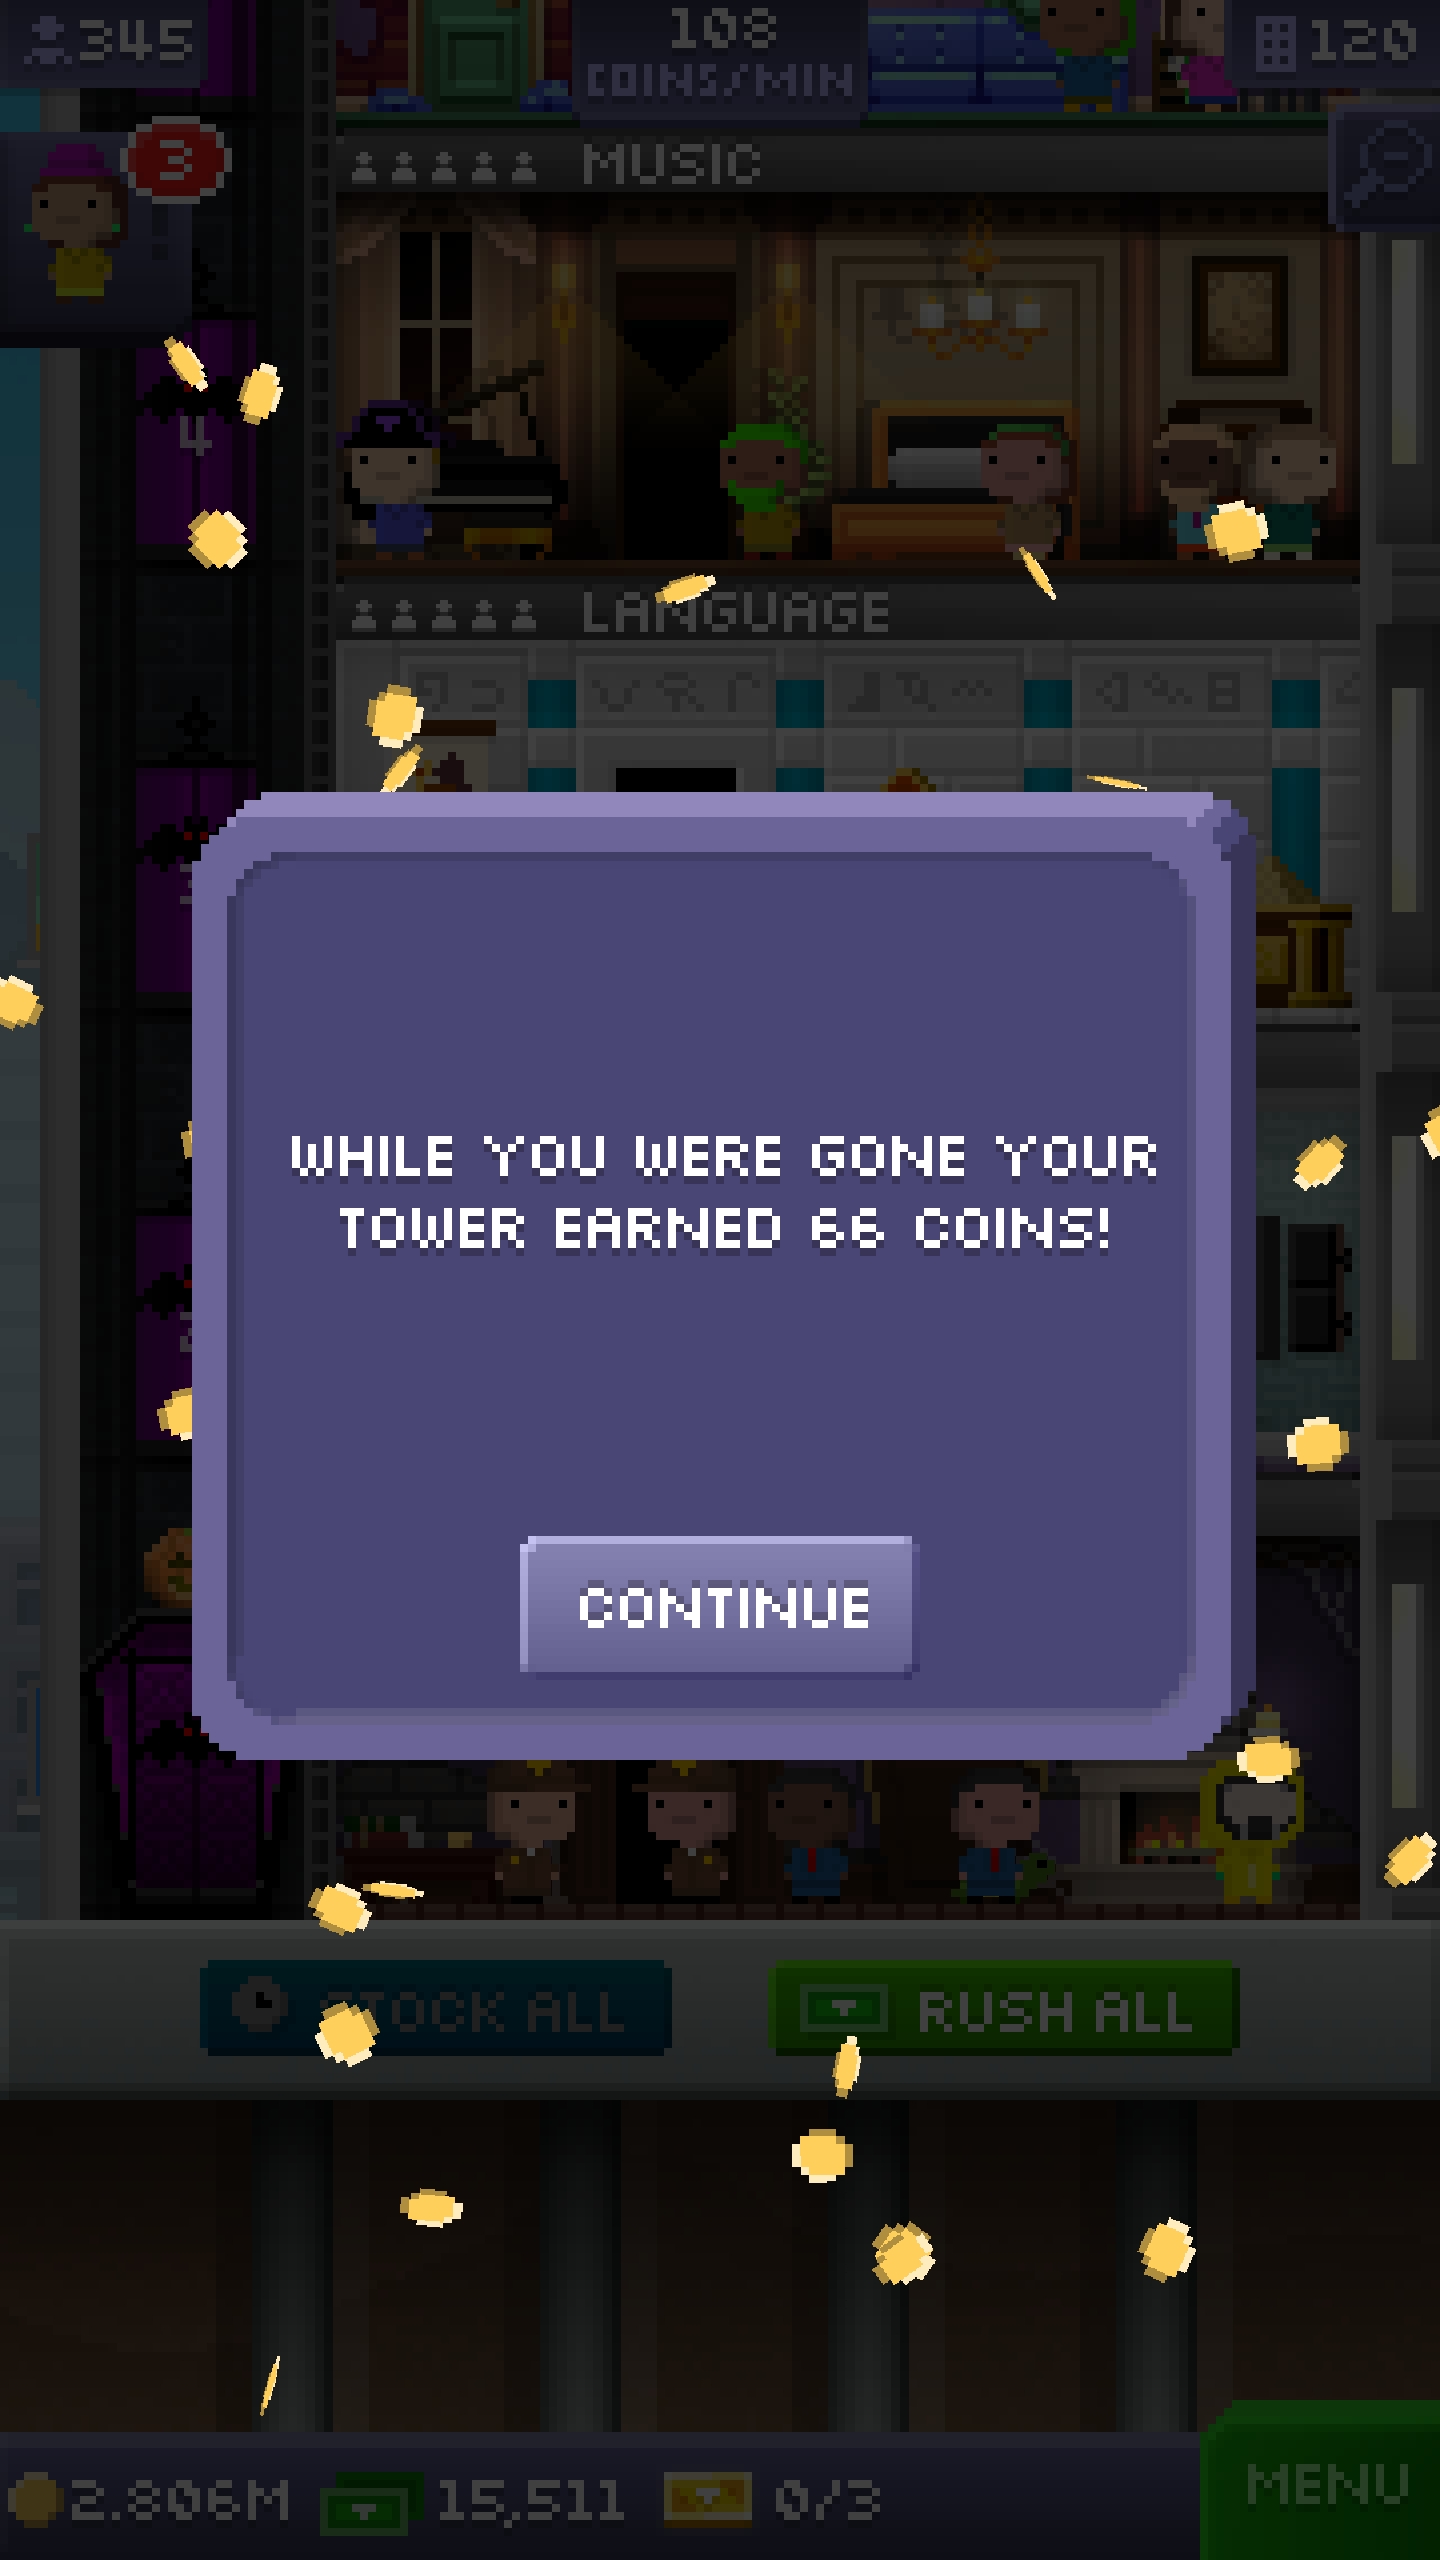 345
108
COINS/MIN
120
3
MUSIC
4
LANGUAGE
WHILE YOU WERE GONE YOUR
TOWER EARNED 66 COINS!
CONTINUE
STOCK ALL
RUSH ALL
2.806M
15,511
0/3
MENU